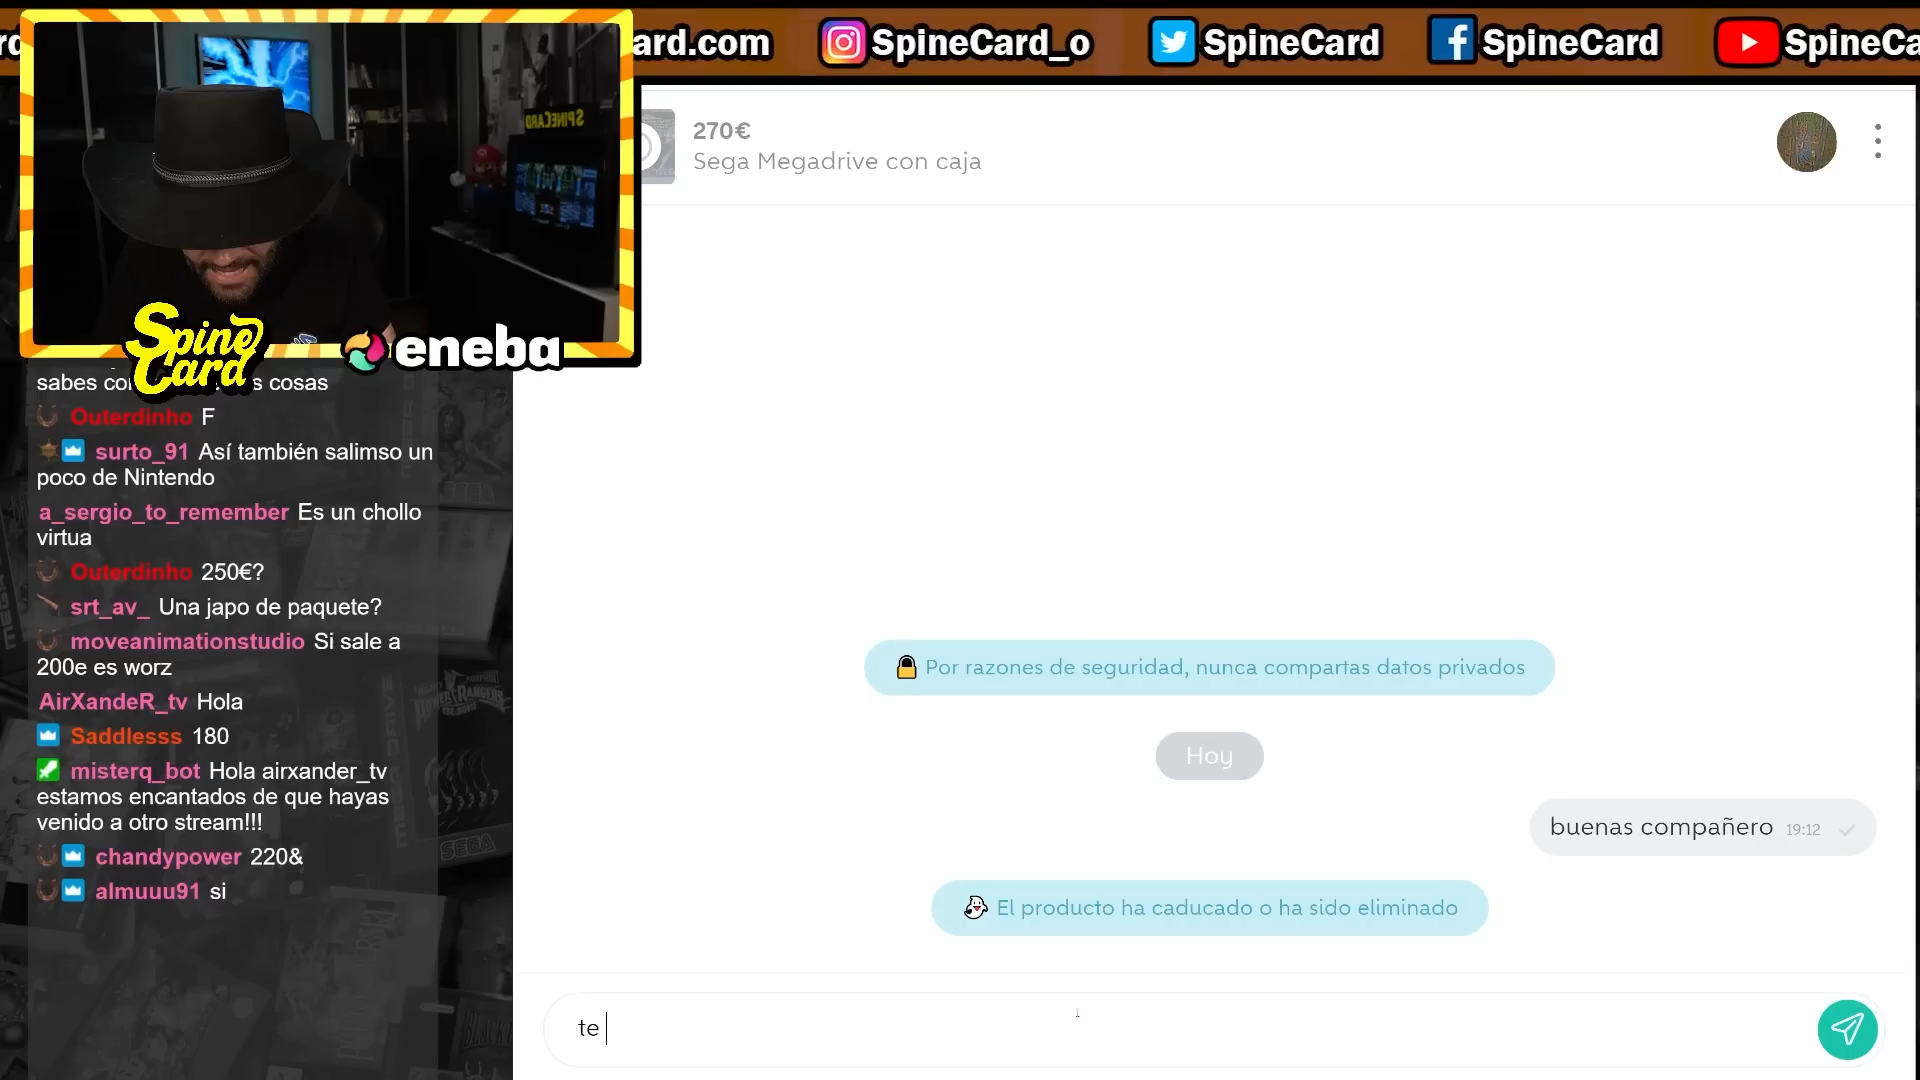 ard.com
SpineCard_o
SpineCard
SpineCard
SpineCa
SPINECARD
270€
Sega Megadrive con caja
Spine
Card
eneba
sabes co
s cosas
Outerdinho F
surto_91 Así también salimso un
poco de Nintendo
a_sergio_to_remember Es un chollo
virtua
Outerdinho 250€?
srt_av_ Una japo de paquete?
moveanimationstudio Si sale a
200e es worz
AirXandeR_tv Hola
Saddlesss 180
misterq_bot Hola airxander_tv
estamos encantados de que hayas
venido a otro stream!!!
chandypower 220&
almuuu91 si
Por razones de seguridad, nunca compartas datos privados
Hoy
buenas compañero 19:12
El producto ha caducado o ha sido eliminado
te